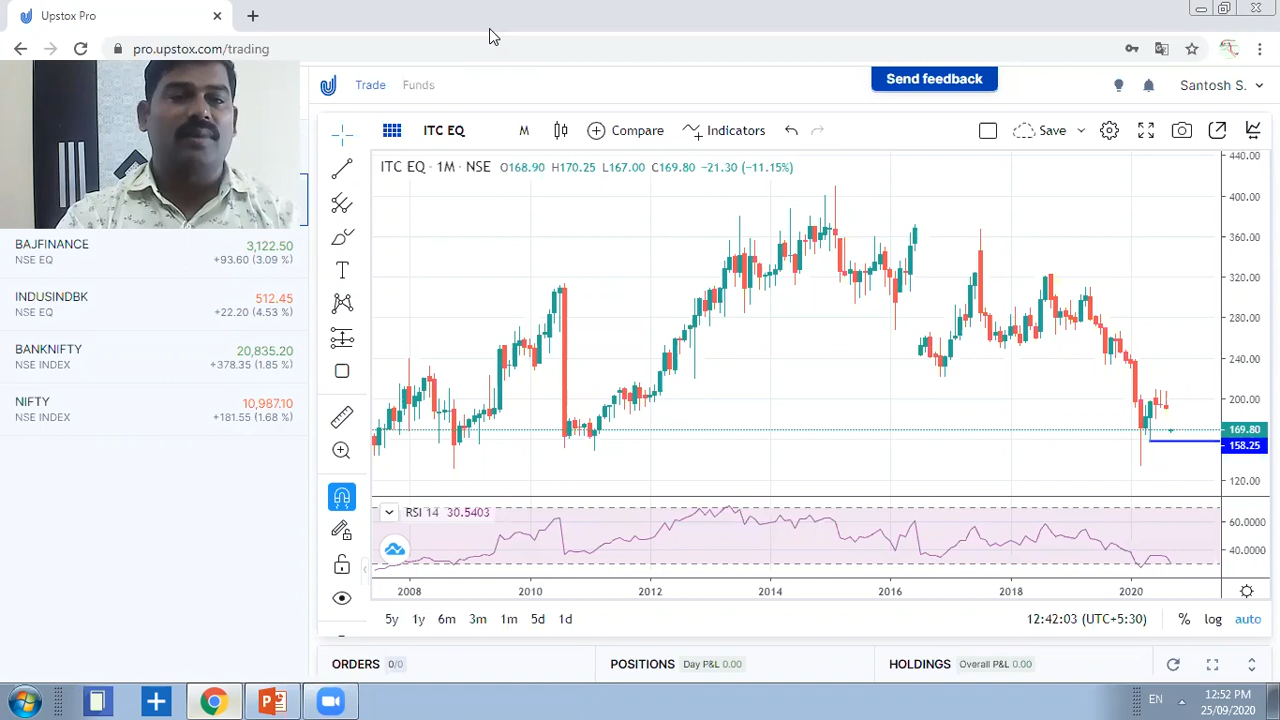 Upstox Pro
pro.upstox.com/trading
Trade Funds Send feedback Santosh S.
ITC EQ M Compare Indicators Save
ITC EQ · 1M · NSE O168.90 H170.25 L167.00 C169.80 −21.30 (−11.15%)
440.00
400.00
360.00
320.00
280.00
240.00
200.00
169.80
158.25
120.00
BAJFINANCE 3,122.50
NSE EQ +93.60 (3.09 %)
INDUSINDBK 512.45
NSE EQ +22.20 (4.53 %)
BANKNIFTY 20,835.20
NSE INDEX +378.35 (1.85 %)
NIFTY 10,987.10
NSE INDEX +181.55 (1.68 %)
RSI 14 30.5403
60.0000
40.0000
2008 2010 2012 2014 2016 2018 2020
5y 1y 6m 3m 1m 5d 1d 12:42:03 (UTC+5:30) % log auto
ORDERS 0/0 POSITIONS Day P&L 0.00 HOLDINGS Overall P&L 0.00
EN 12:52 PM
25/09/2020